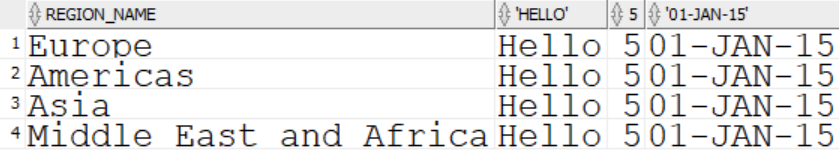 REGION_NAME 'HELLO' 5 '01-JAN-15'
1 Europe Hello 5 01-JAN-15
2 Americas Hello 5 01-JAN-15
3 Asia Hello 5 01-JAN-15
4 Middle East and Africa Hello 5 01-JAN-15